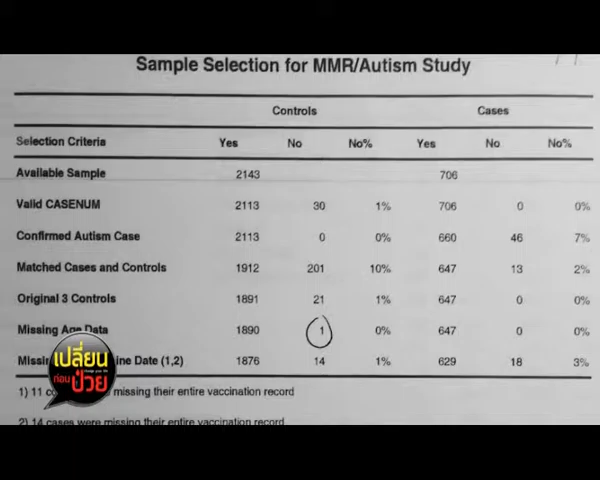 Sample Selection for MMR/Autism Study
Controls Cases
Selection Criteria Yes No No% Yes No No%
Available Sample 2143 706
Valid CASENUM 2113 30 1% 706 0 0%
Confirmed Autism Case 2113 0 0% 660 46 7%
Matched Cases and Controls 1912 201 10% 647 13 2%
Original 3 Controls 1891 21 1% 647 0 0%
Missing Age Data 1890 1 0% 647 0 0%
Date (1,2) 1876 14 1% 629 18 3%
เปลี่ยน
ก่อน ป่วย
1) 11 missing their entire vaccination record
2) 14 cases were missing their entire vaccination record